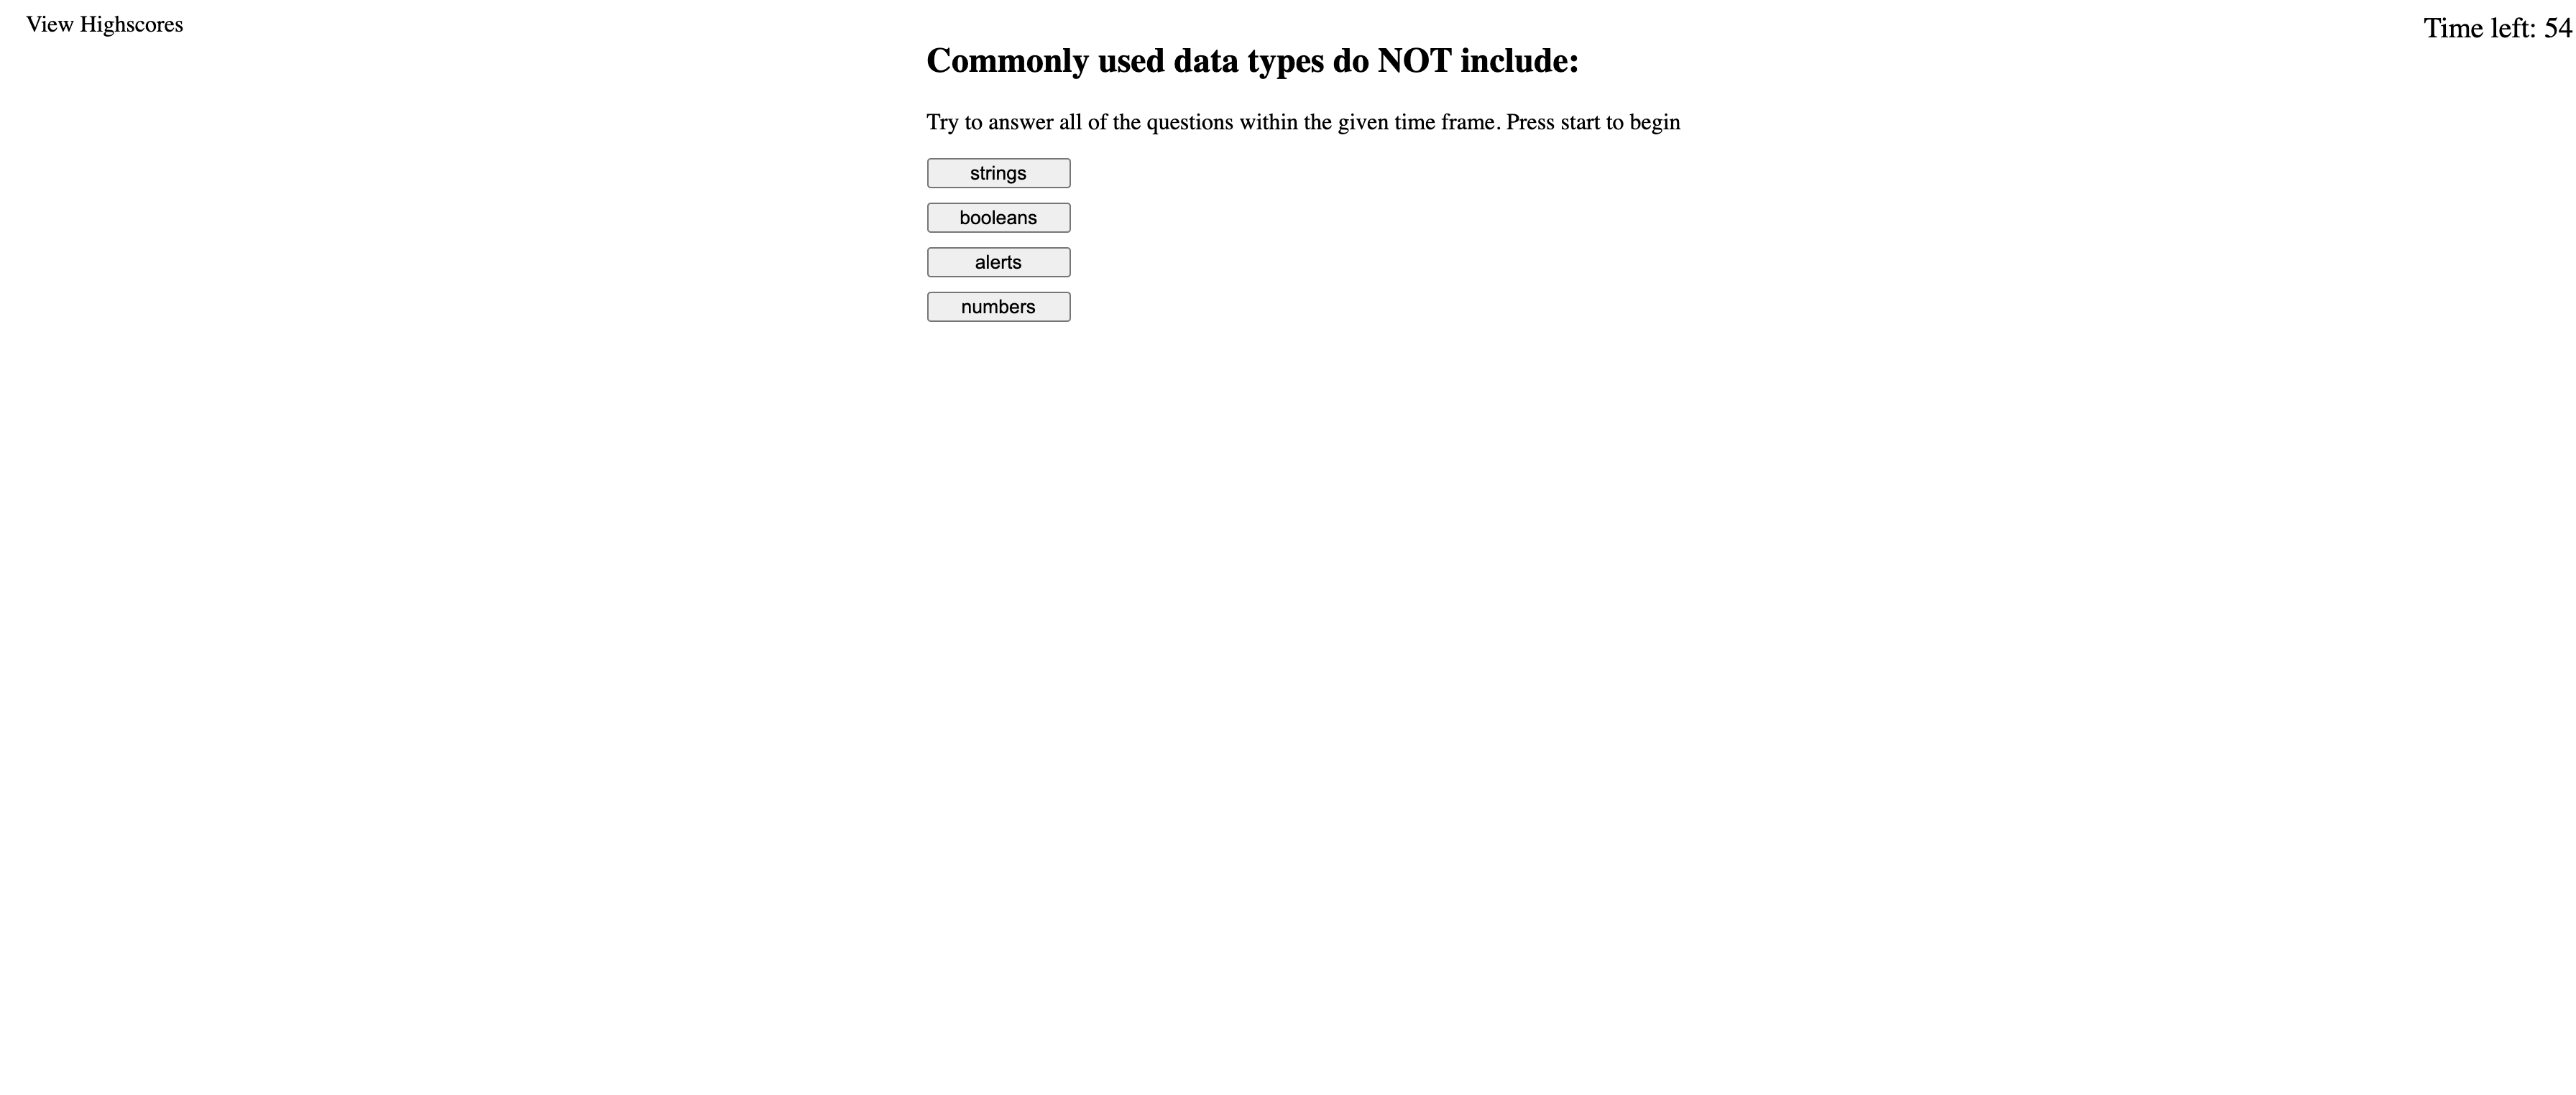 View Highscores
Time left: 54
Commonly used data types do NOT include:
Try to answer all of the questions within the given time frame. Press start to begin
strings
booleans
alerts
numbers